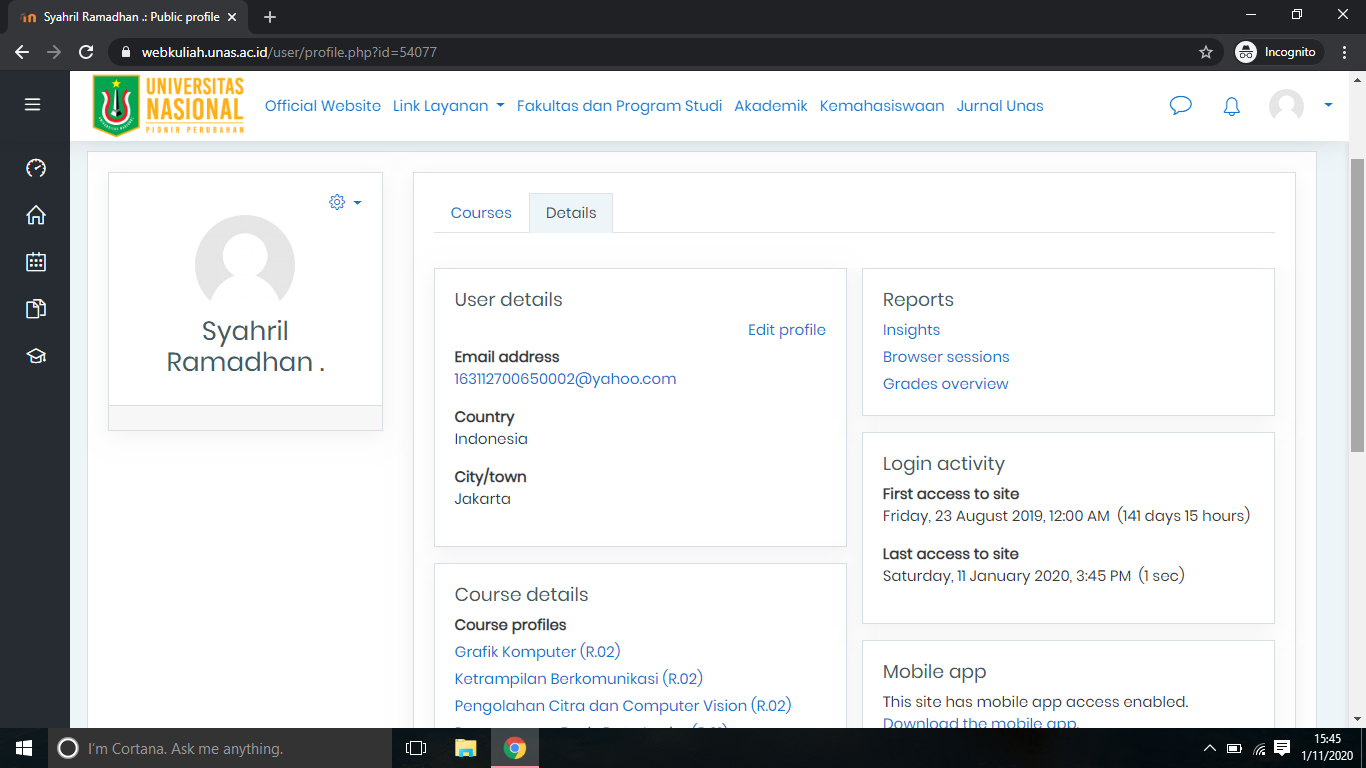 Syahril Ramadhan .: Public profile
webkuliah.unas.ac.id/user/profile.php?id=54077
Incognito
UNIVERSITAS
NASIONAL
PIONIR PERUBAHAN
Official Website Link Layanan Fakultas dan Program Studi Akademik Kemahasiswaan Jurnal Unas
Syahril
Ramadhan .
Courses Details
User details
Edit profile
Email address
163112700650002@yahoo.com
Country
Indonesia
City/town
Jakarta
Course details
Course profiles
Grafik Komputer (R.02)
Ketrampilan Berkomunikasi (R.02)
Pengolahan Citra dan Computer Vision (R.02)
Reports
Insights
Browser sessions
Grades overview
Login activity
First access to site
Friday, 23 August 2019, 12:00 AM (141 days 15 hours)
Last access to site
Saturday, 11 January 2020, 3:45 PM (1 sec)
Mobile app
This site has mobile app access enabled.
Download the mobile app.
I'm Cortana. Ask me anything.
15:45
1/11/2020